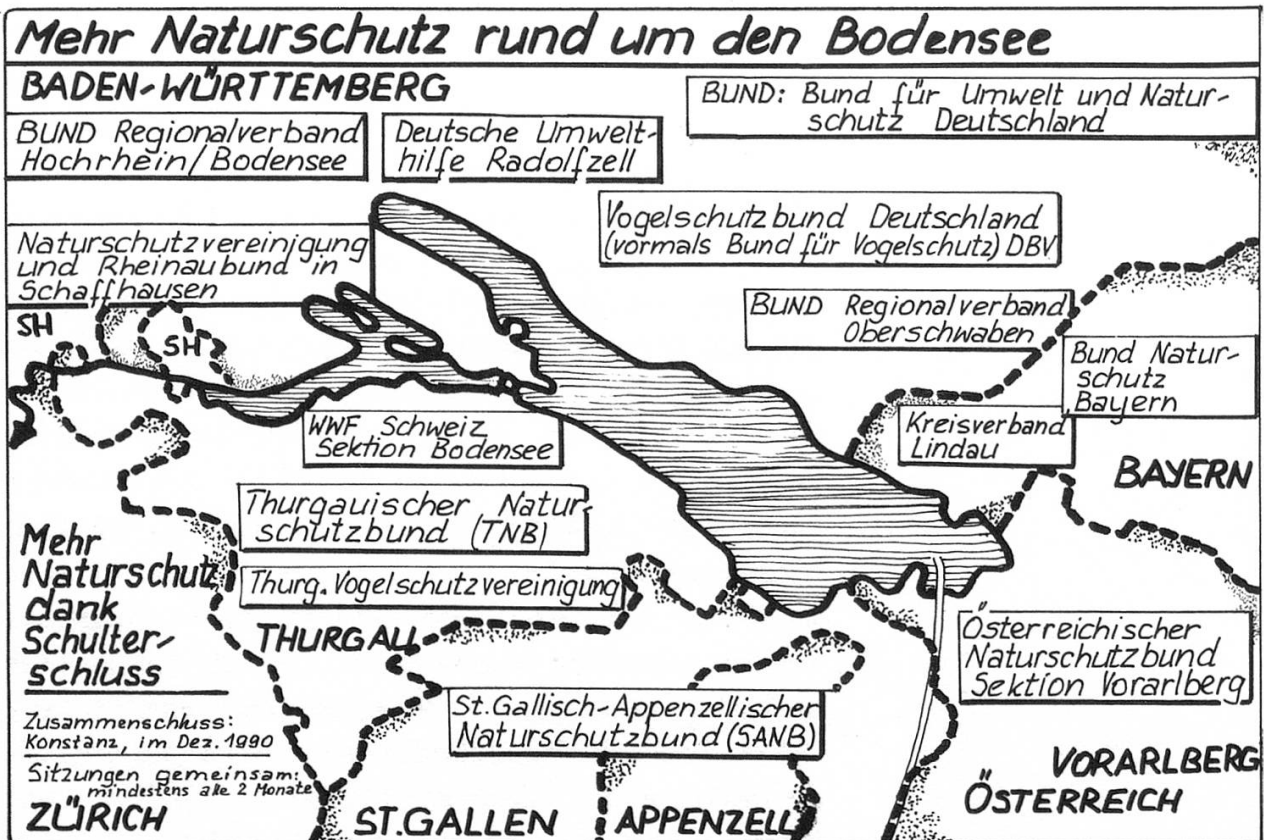 Mehr Naturschutz rund um den Bodensee
BADEN-WÜRTTEMBERG
BUND: Bund für Umwelt und Natur-
schutz Deutschland
BUND Regionalverband
Hochrhein/Bodensee
Deutsche Umwelt-
hilfe Radolfzell
Vogelschutzbund Deutschland
(vormals Bund für Vogelschutz) DBV
Naturschutzvereinigung
und Rheinaubund in
Schaffhausen
SH
SH
BUND Regionalverband
Oberschwaben
Bund Natur-
schutz
Bayern
Kreisverband
Lindau
BAYERN
WWF Schweiz
Sektion Bodensee
Thurgauischer Natur-
schutzbund (TNB)
Thurg. Vogelschutzvereinigung
THURGAU
Mehr
Naturschutz
dank
Schulter-
schluss
Zusammenschluss:
Konstanz, im Dez. 1990
Sitzungen gemeinsam:
mindestens alle 2 Monate
ZÜRICH
St. Gallisch-Appenzellischer
Naturschutzbund (SANB)
ST. GALLEN
APPENZELL
Österreichischer
Naturschutzbund
Sektion Vorarlberg
VORARLBERG
ÖSTERREICH